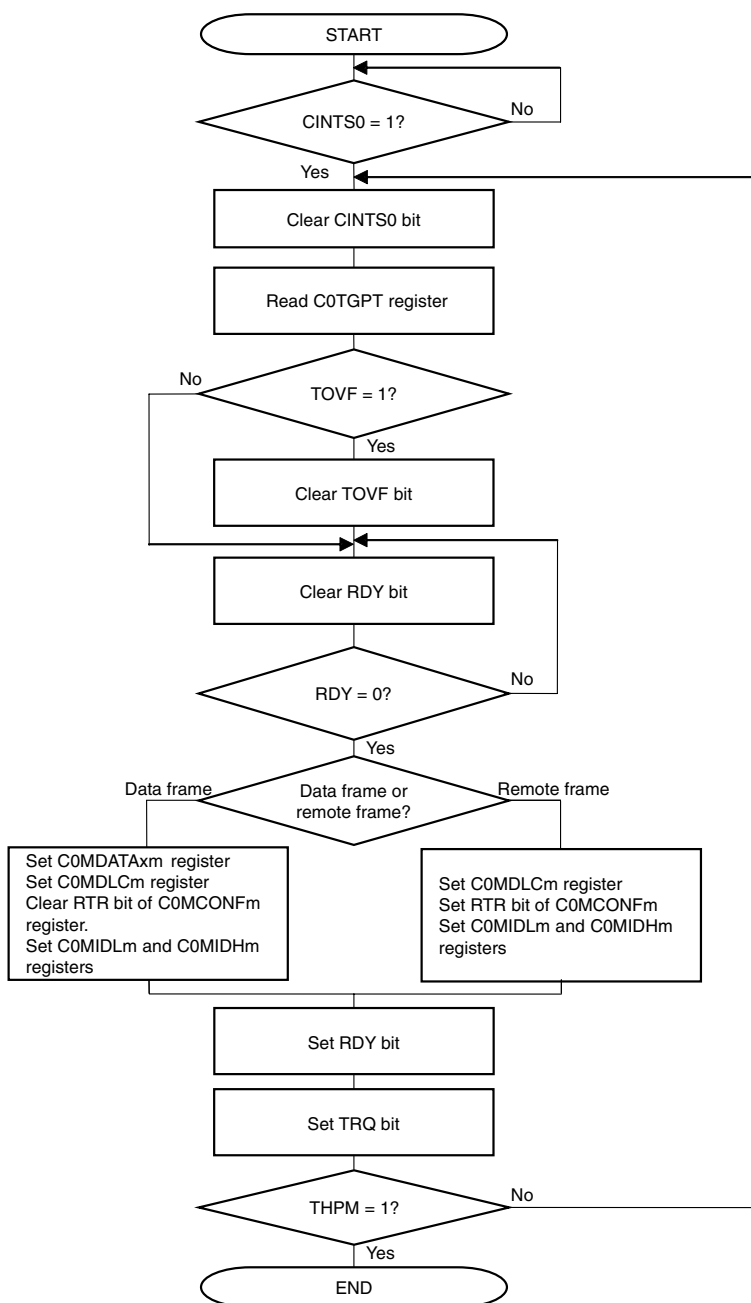 START
No
CINTS0 = 1?
Yes
Clear CINTS0 bit
Read C0TGPT register
No
TOVF = 1?
Yes
Clear TOVF bit
Clear RDY bit
No
RDY = 0?
Yes
Data frame
Data frame or
remote frame?
Remote frame
Set C0MDATAxm register
Set C0MDLCm register
Clear RTR bit of C0MCONFm
register.
Set C0MIDLm and C0MIDHm
registers
Set C0MDLCm register
Set RTR bit of C0MCONFm
Set C0MIDLm and C0MIDHm
registers
Set RDY bit
Set TRQ bit
No
THPM = 1?
Yes
END